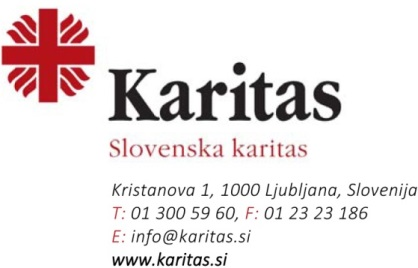 Karitas
Slovenska karitas
Kristanova 1, 1000 Ljubljana, Slovenija
T: 01 300 59 60, F: 01 23 23 186
E: info@karitas.si
www.karitas.si